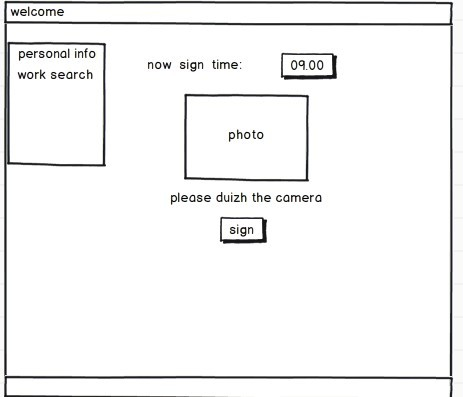 welcome
personal info
work search
now sign time:
09.00
photo
please duizh the camera
sign